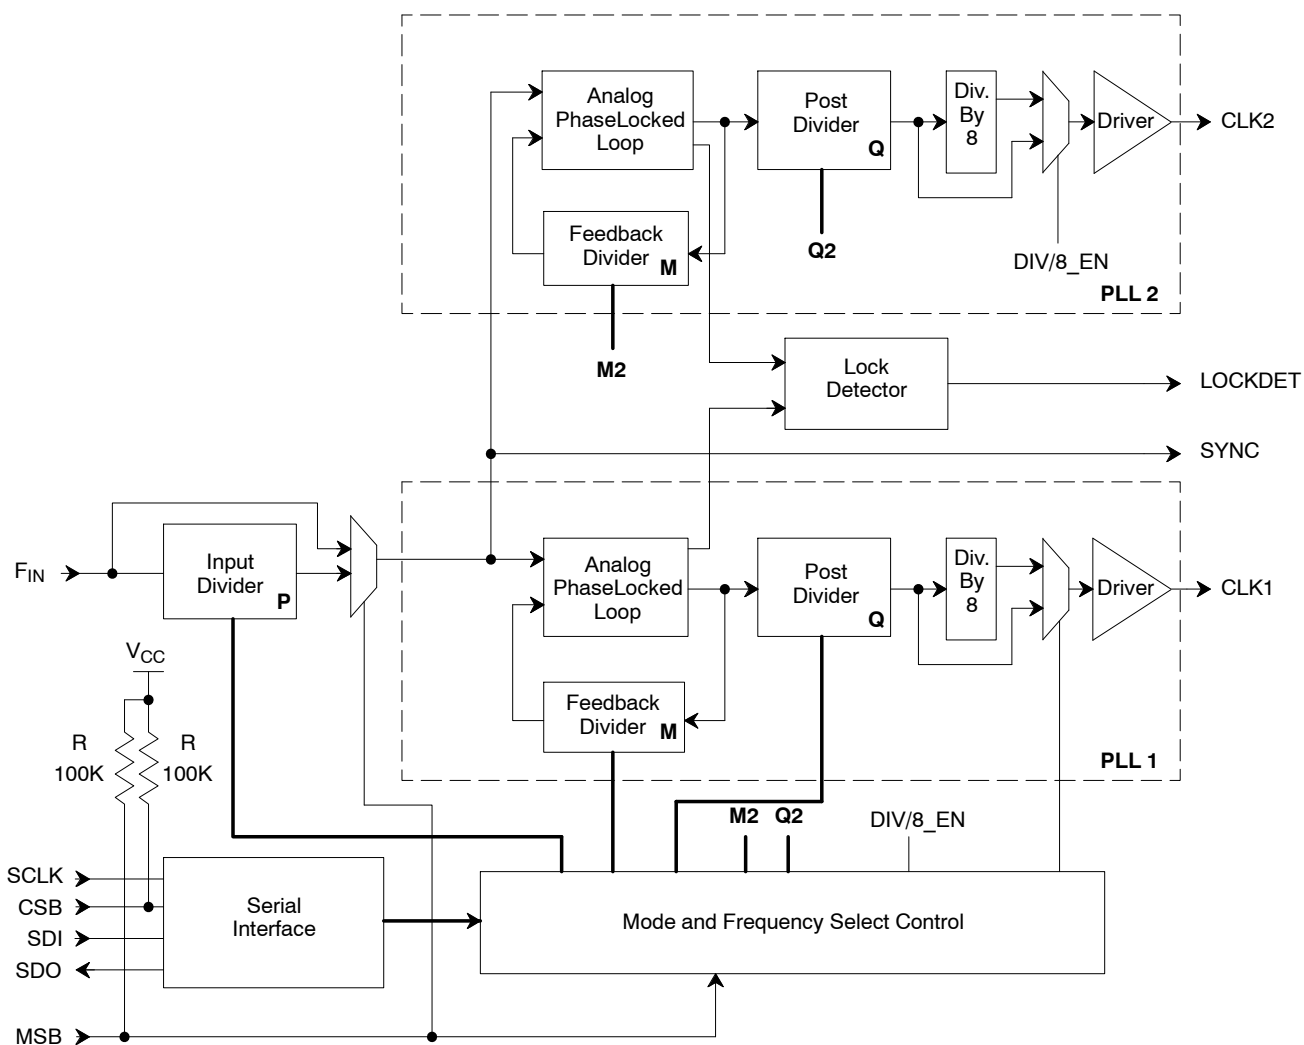 Analog
PhaseLocked
Loop
Post
Divider
Q
Div.
By
8
Driver
CLK2
Feedback
Divider
M
Q2
DIV/8_EN
PLL 2
M2
Lock
Detector
LOCKDET
SYNC
FIN
Input
Divider
P
Analog
PhaseLocked
Loop
Post
Divider
Q
Div.
By
8
Driver
CLK1
VCC
Feedback
Divider
M
R
100K
R
100K
PLL 1
M2
Q2
DIV/8_EN
SCLK
CSB
SDI
SDO
Serial
Interface
Mode and Frequency Select Control
MSB